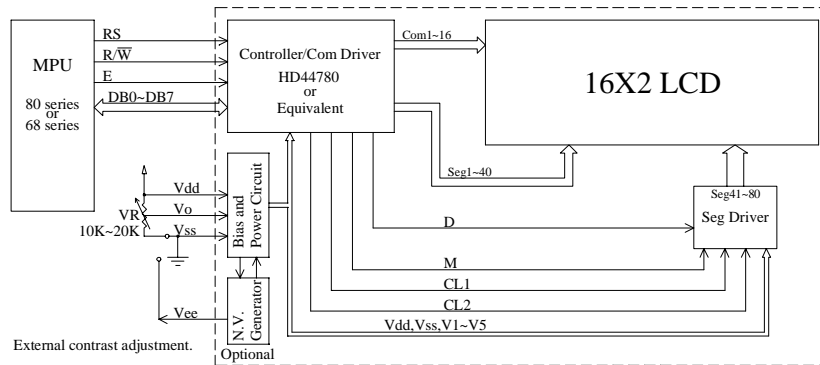 MPU
80 series
or
68 series
RS
R/W̅
E
DB0~DB7
Controller/Com Driver
HD44780
or
Equivalent
Com1~16
16X2 LCD
Seg1~40
Seg41~80
Seg Driver
Vdd
Vo
VR
10K~20K
Vss
Bias and
Power Circuit
D
M
CL1
CL2
Vdd,Vss,V1~V5
Vee
N.V.
Generator
Optional
External contrast adjustment.